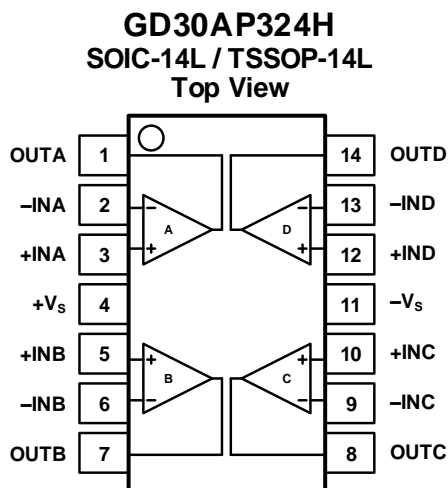 GD30AP324H
SOIC-14L / TSSOP-14L
Top View
OUTA 1 14 OUTD
–INA 2 – – 13 –IND
A D
+INA 3 + + 12 +IND
+VS 4 11 –VS
+INB 5 + + 10 +INC
B C
–INB 6 – – 9 –INC
OUTB 7 8 OUTC